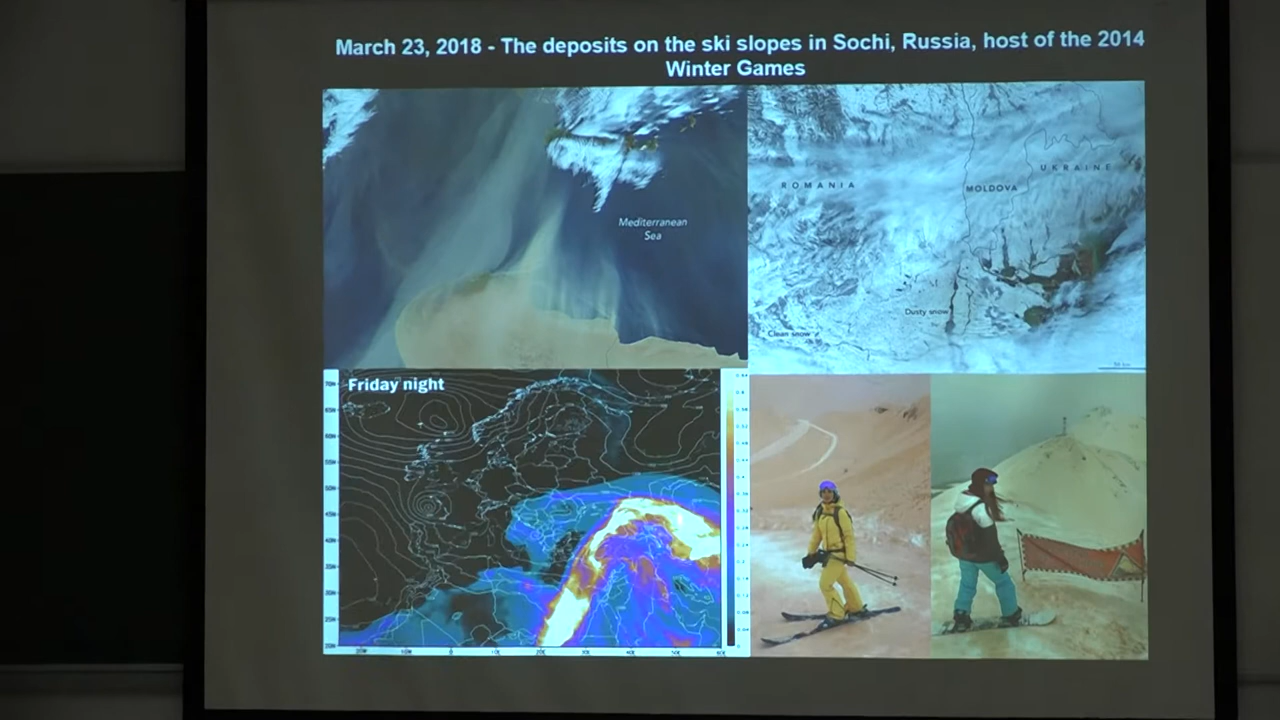 March 23, 2018 - The deposits on the ski slopes in Sochi, Russia, host of the 2014
Winter Games
Mediterranean
Sea
ROMANIA
MOLDOVA
UKRAINE
Dusty snow
Clean snow
Friday night